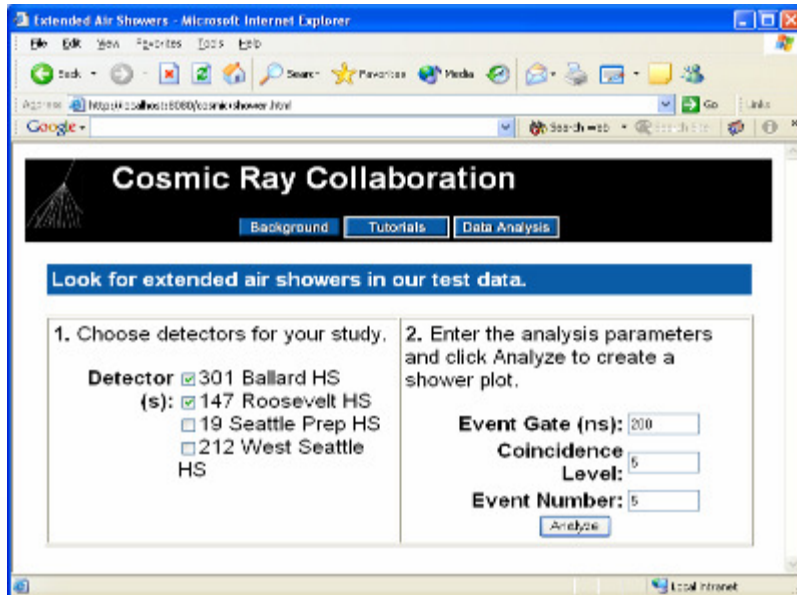 Extended Air Showers - Microsoft Internet Explorer
File Edit View Favorites Tools Help
Back Search Favorites Media
Address Go Links
Google Search Web
Cosmic Ray Collaboration
Background Tutorials Data Analysis
Look for extended air showers in our test data.
1. Choose detectors for your study.
Detector
(s):
301 Ballard HS
147 Roosevelt HS
19 Seattle Prep HS
212 West Seattle
HS
2. Enter the analysis parameters
and click Analyze to create a
shower plot.
Event Gate (ns): 200
Coincidence
Level: 5
Event Number: 5
Analyze
Local intranet